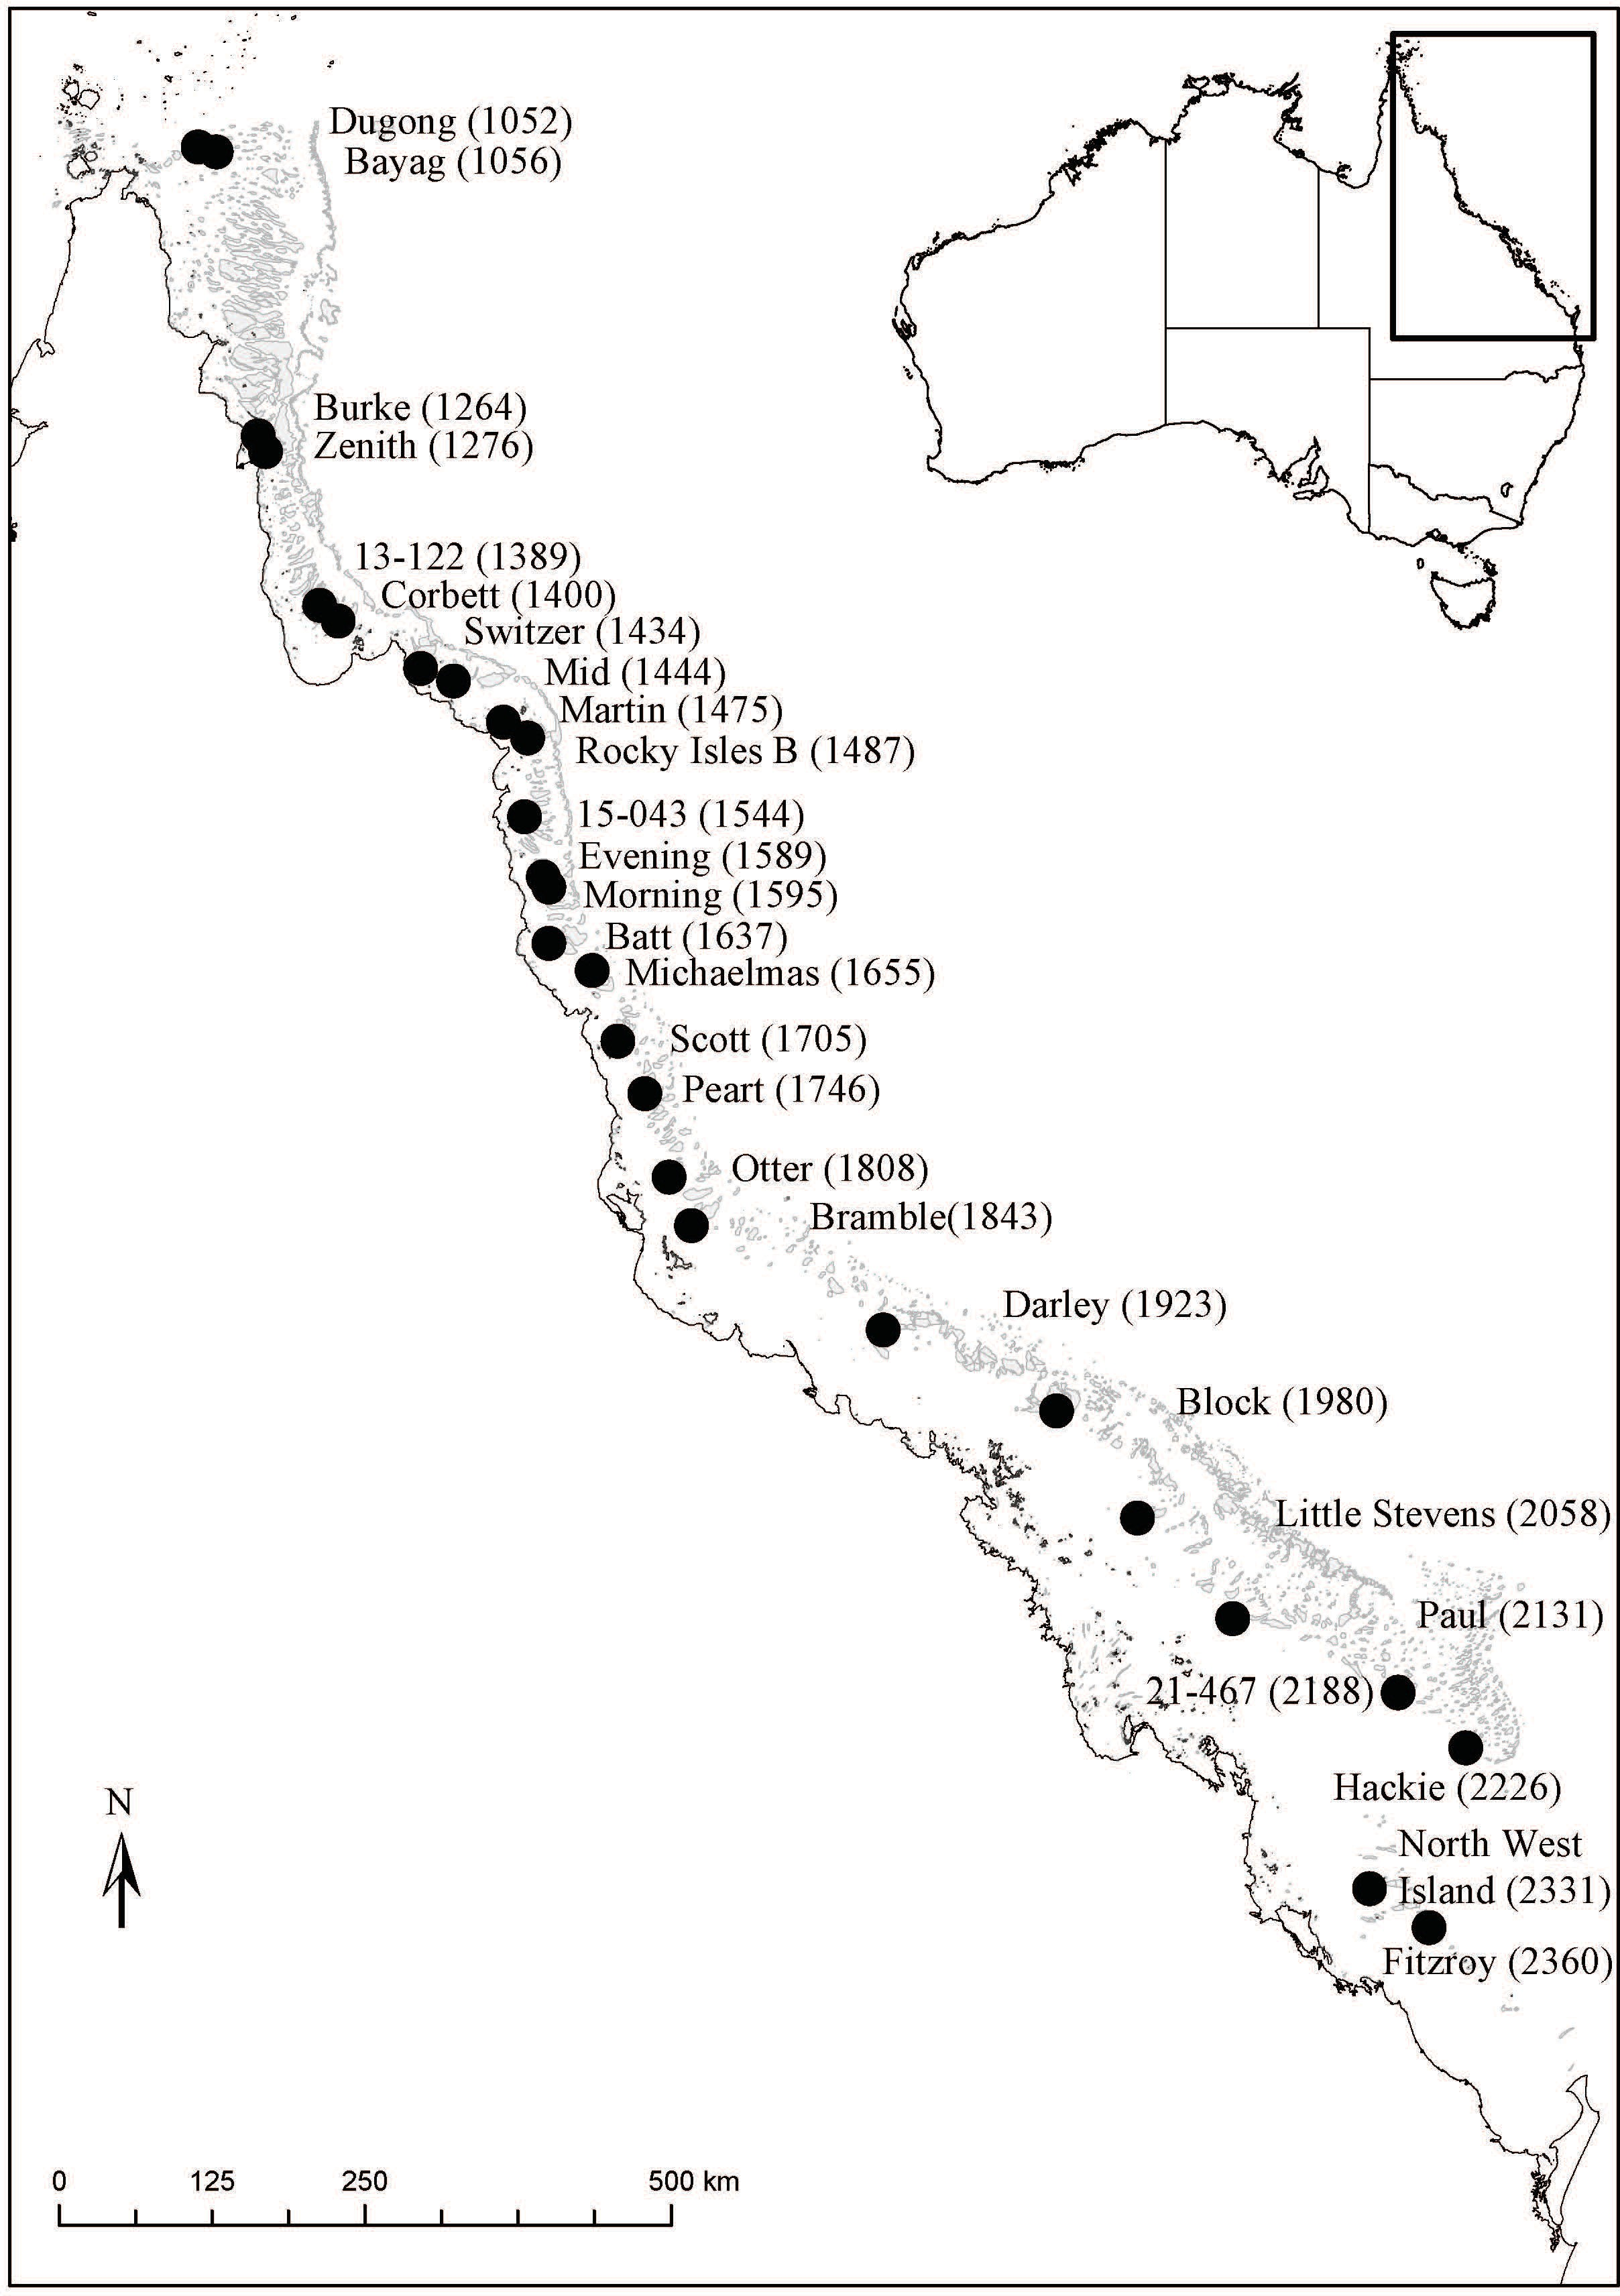 Dugong (1052)
Bayag (1056)
Burke (1264)
Zenith (1276)
13-122 (1389)
Corbett (1400)
Switzer (1434)
Mid (1444)
Martin (1475)
Rocky Isles B (1487)
15-043 (1544)
Evening (1589)
Morning (1595)
Batt (1637)
Michaelmas (1655)
Scott (1705)
Peart (1746)
Otter (1808)
Bramble(1843)
Darley (1923)
Block (1980)
Little Stevens (2058)
Paul (2131)
21-467 (2188)
Hackie (2226)
North West
Island (2331)
Fitzroy (2360)
N
0 125 250 500 km